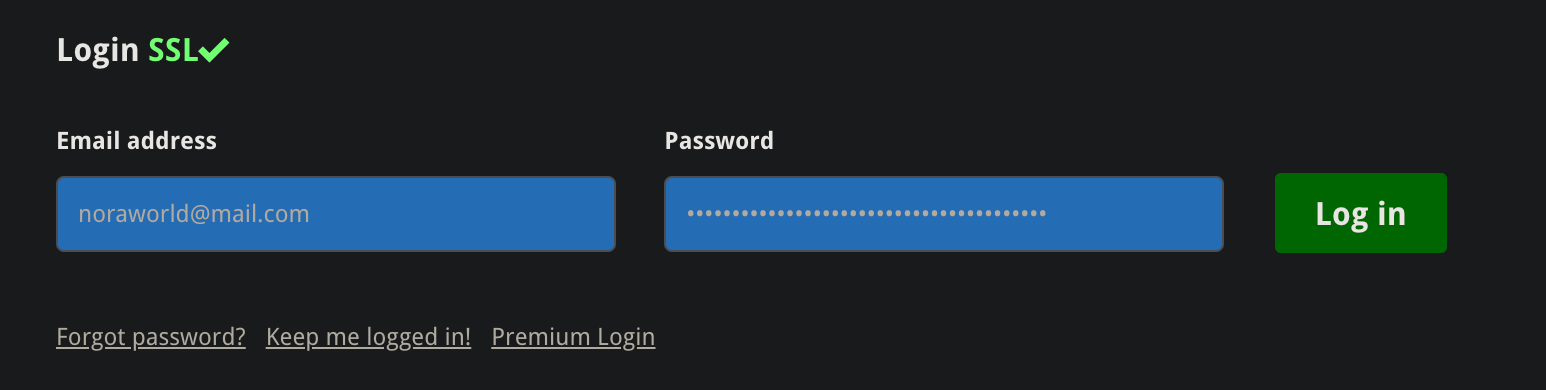 Login SSL✔
Email address
Password
noraworld@mail.com
••••••••••••••••••••••••••••••••••••••••
Log in
Forgot password? Keep me logged in! Premium Login